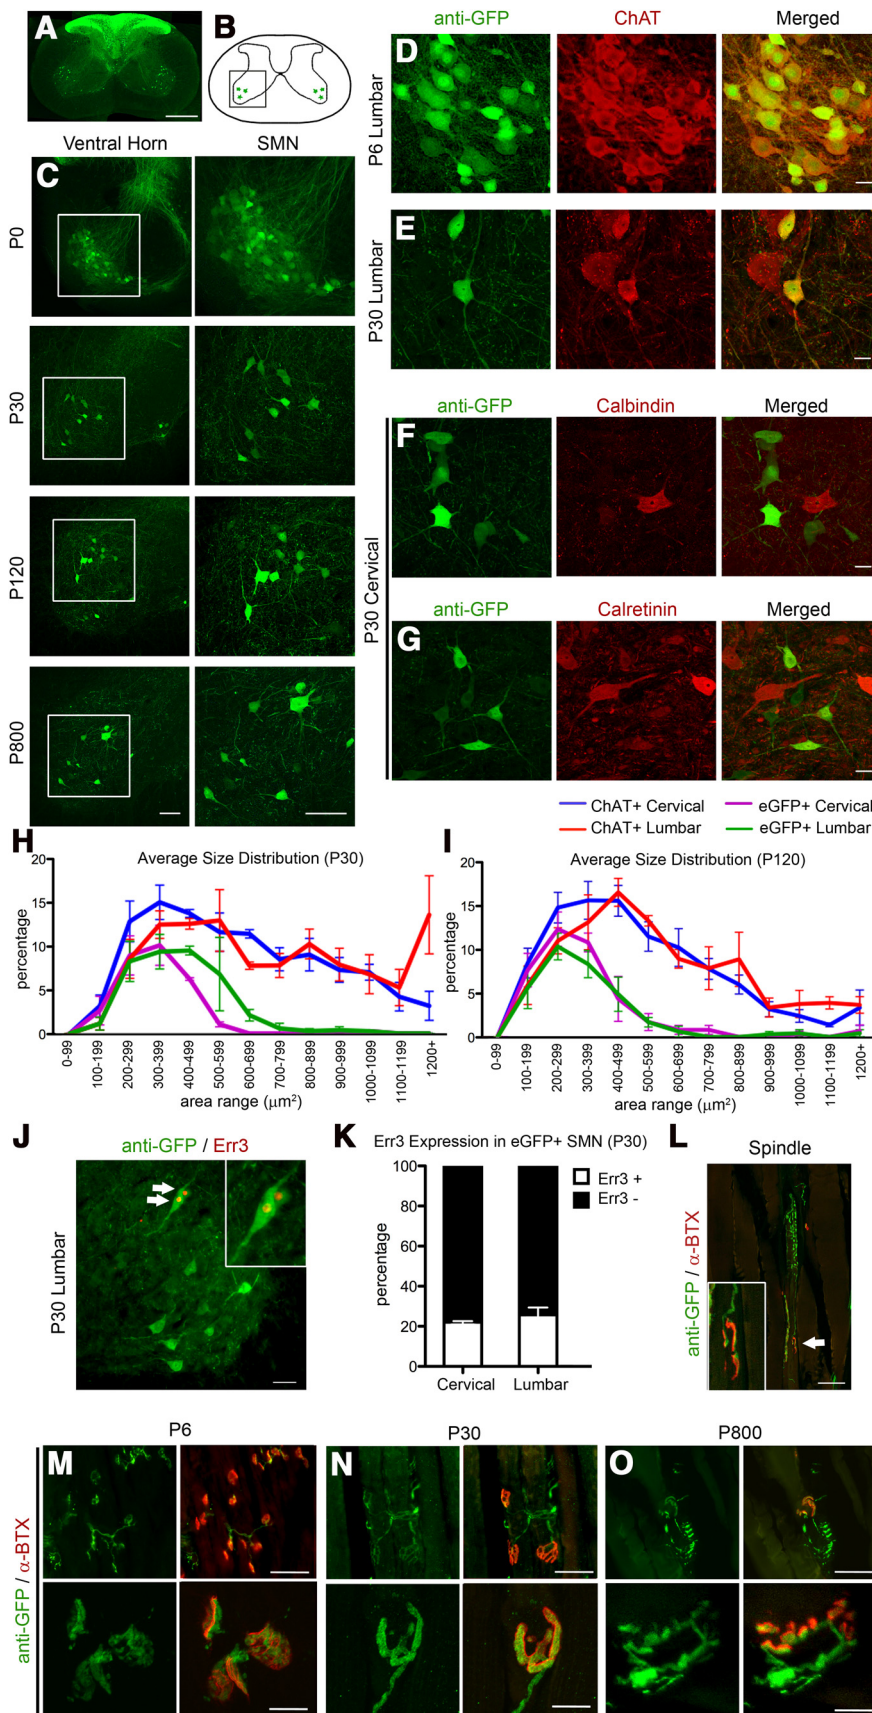 A
B
anti-GFP ChAT Merged
D
P6 Lumbar
Ventral Horn SMN
C
P0
E
P30 Lumbar
P30
anti-GFP Calbindin Merged
F
P120
P30 Cervical
anti-GFP Calretinin Merged
G
P800
ChAT+ Cervical eGFP+ Cervical
ChAT+ Lumbar eGFP+ Lumbar
H
Average Size Distribution (P30)
percentage
20
15
10
5
0
0-99
100-199
200-299
300-399
400-499
500-599
600-699
700-799
800-899
900-999
1000-1099
1100-1199
1200+
area range (μm²)
I
Average Size Distribution (P120)
percentage
20
15
10
5
0
0-99
100-199
200-299
300-399
400-499
500-599
600-699
700-799
800-899
900-999
1000-1099
1100-1199
1200+
area range (μm²)
J
anti-GFP / Err3
P30 Lumbar
K
Err3 Expression in eGFP+ SMN (P30)
percentage
100
80
60
40
20
0
Err3 +
Err3 -
Cervical Lumbar
L
Spindle
anti-GFP / α-BTX
P6 P30 P800
M
N
O
anti-GFP / α-BTX